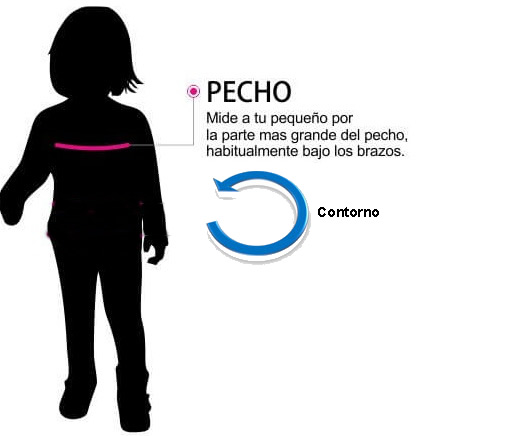 PECHO
Mide a tu pequeño por
la parte mas grande del pecho,
habitualmente bajo los brazos.
Contorno